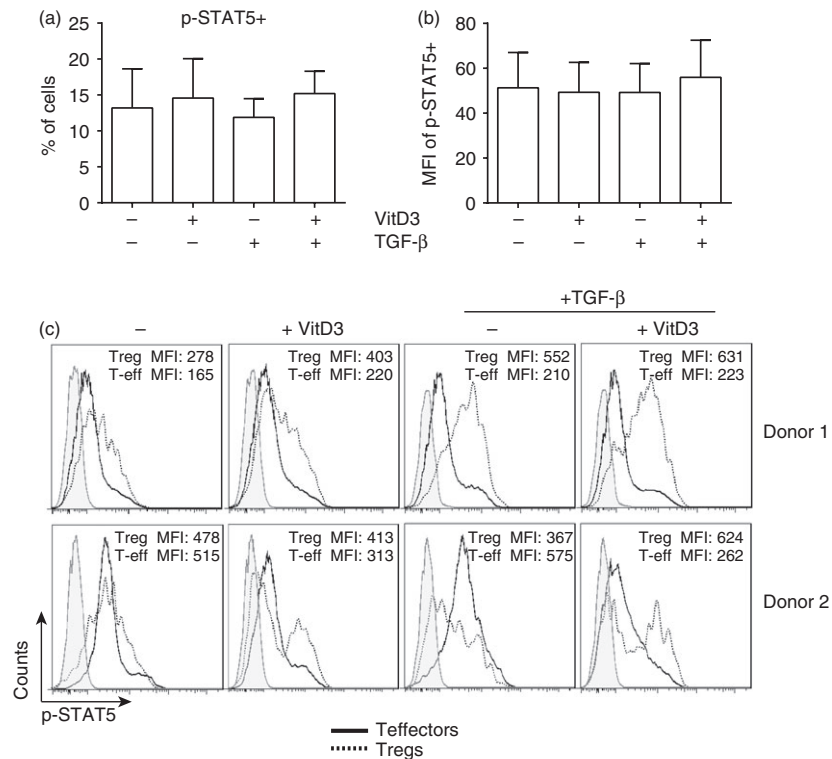 (a)
p-STAT5+
% of cells
25
20
15
10
5
0
– + – +
– – + +
VitD3
TGF-β
(b)
MFI of p-STAT5+
80
60
40
20
0
– + – +
– – + +
+TGF-β
(c)
– + VitD3 – + VitD3
Treg MFI: 278
T-eff MFI: 165
Treg MFI: 403
T-eff MFI: 220
Treg MFI: 552
T-eff MFI: 210
Treg MFI: 631
T-eff MFI: 223
Donor 1
Treg MFI: 478
T-eff MFI: 515
Treg MFI: 413
T-eff MFI: 313
Treg MFI: 367
T-eff MFI: 575
Treg MFI: 624
T-eff MFI: 262
Donor 2
Counts
p-STAT5
Teffectors
Tregs